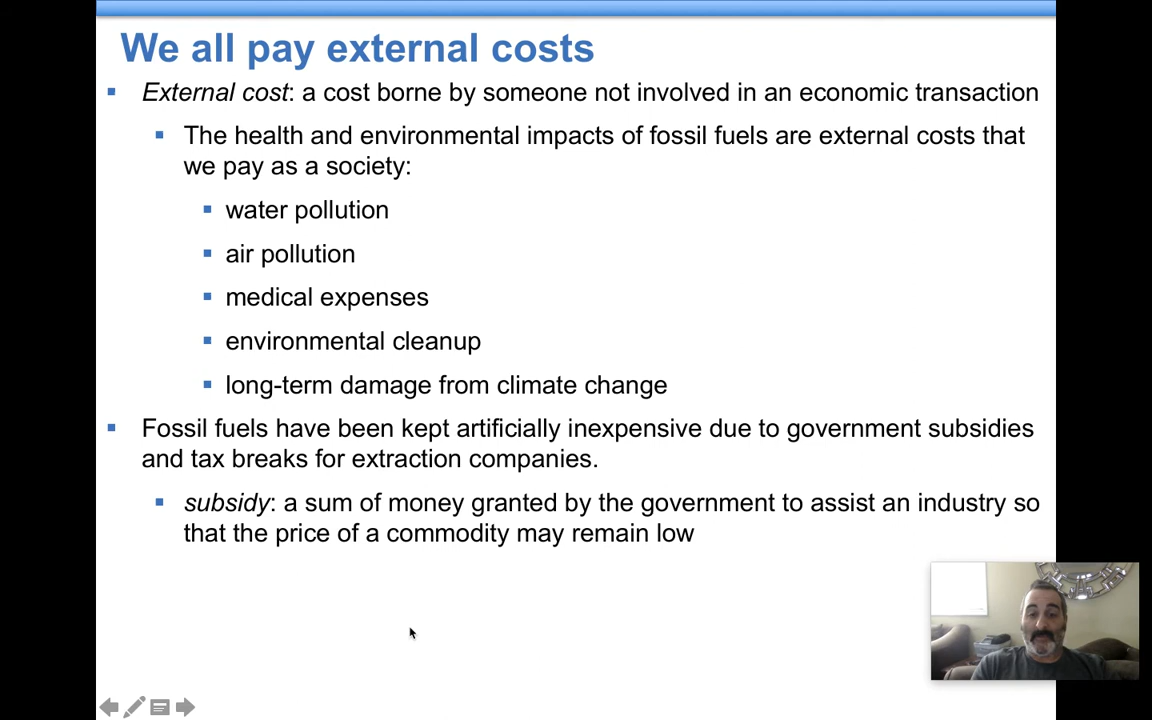 We all pay external costs
External cost: a cost borne by someone not involved in an economic transaction
The health and environmental impacts of fossil fuels are external costs that
we pay as a society:
water pollution
air pollution
medical expenses
environmental cleanup
long-term damage from climate change
Fossil fuels have been kept artificially inexpensive due to government subsidies
and tax breaks for extraction companies.
subsidy: a sum of money granted by the government to assist an industry so
that the price of a commodity may remain low